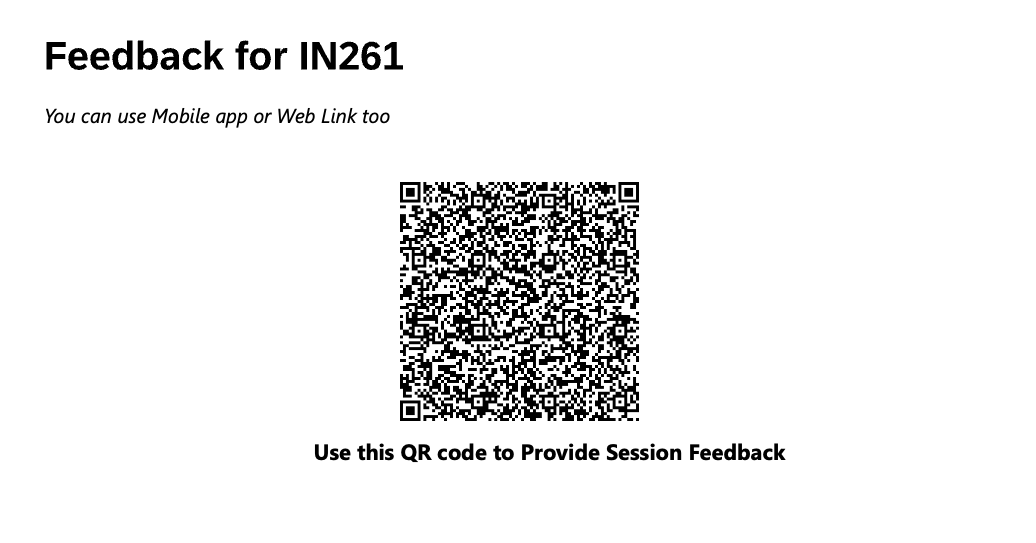 Feedback for IN261
You can use Mobile app or Web Link too
Use this QR code to Provide Session Feedback